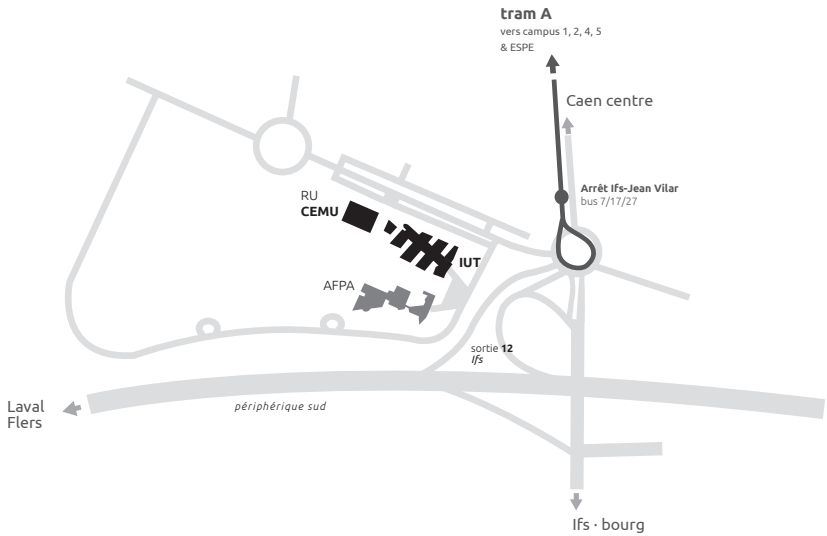 tram A
vers campus 1, 2, 4, 5
& ESPE
Caen centre
Arrêt Ifs-Jean Vilar
bus 7/17/27
RU
CEMU
IUT
AFPA
sortie 12
Ifs
Laval
Flers
périphérique sud
Ifs · bourg